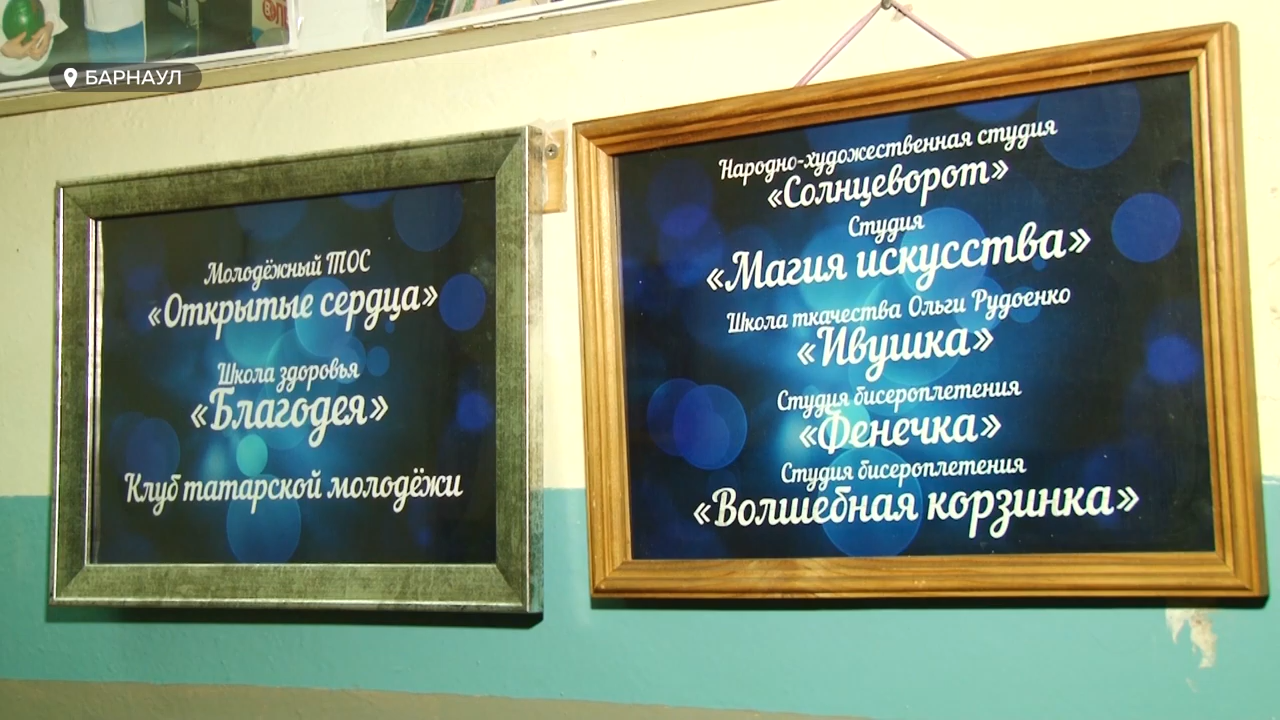 БАРНАУЛ
Молодёжный ТОС
«Открытые сердца»
Школа здоровья
«Благодея»
Клуб татарской молодёжи
Народно-художественная студия
«Солнцеворот»
Студия
«Магия искусства»
Школа ткачества Ольги Рудоенко
«Ивушка»
Студия бисероплетения
«Фенечка»
Студия бисероплетения
«Волшебная корзинка»